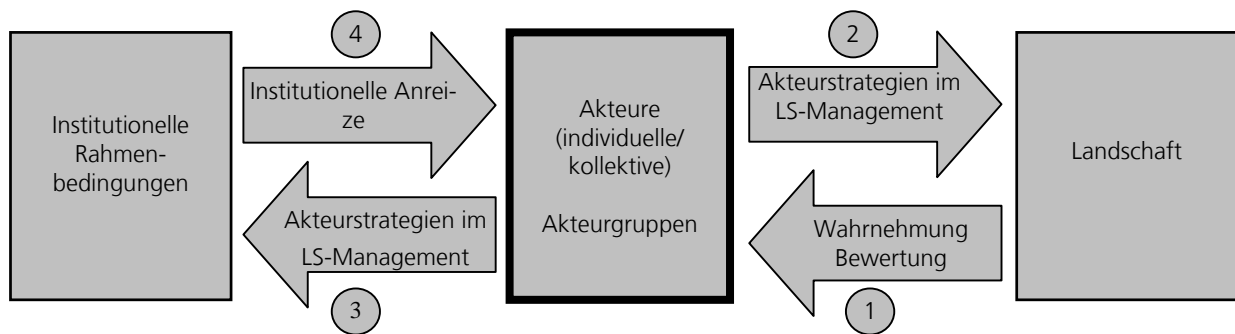 4
2
Institutionelle
Rahmen-
bedingungen
Institutionelle Anrei-
ze
Akteure
(individuelle/
kollektive)
Akteurgruppen
Akteurstrategien im
LS-Management
Landschaft
Akteurstrategien im
LS-Management
Wahrnehmung
Bewertung
3
1